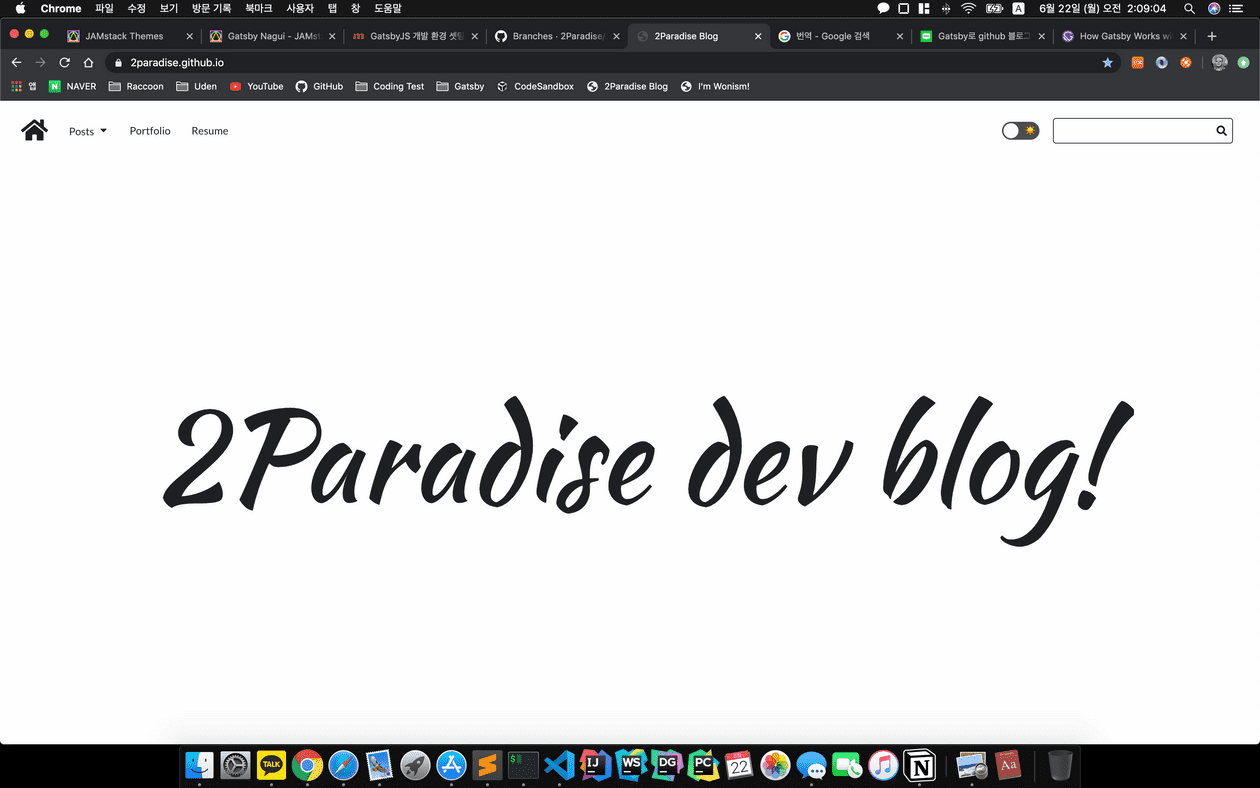 Chrome 파일 수정 보기 방문 기록 북마크 사용자 탭 창 도움말 A 6월 22일 (월) 오전 2:09:04
JAMstack Themes Gatsby Nagui - JAMst GatsbyJS 개발 환경 셋팅 Branches · 2Paradise/ 2Paradise Blog 번역 - Google 검색 Gatsby로 github 블로그 How Gatsby Works wi
2paradise.github.io
앱 NAVER Raccoon Uden YouTube GitHub Coding Test Gatsby CodeSandbox 2Paradise Blog I'm Wonism!
Posts Portfolio Resume
2Paradise dev blog!
TALK IJ WS DG PC 22 N Aa